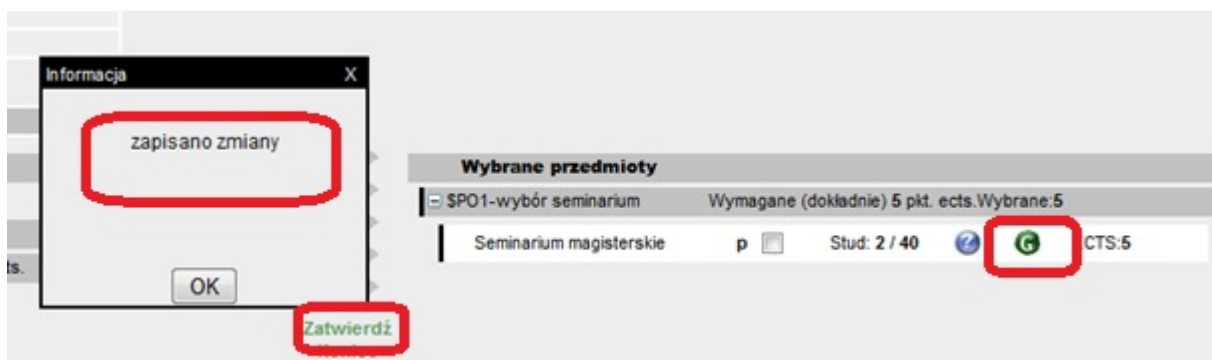 Informacja X
zapisano zmiany
OK
Zatwierdź
Wybrane przedmioty
$PO1-wybór seminarium Wymagane (dokładnie) 5 pkt. ects.Wybrane:5
Seminarium magisterskie p Stud: 2 / 40 ? G CTS:5
ts.